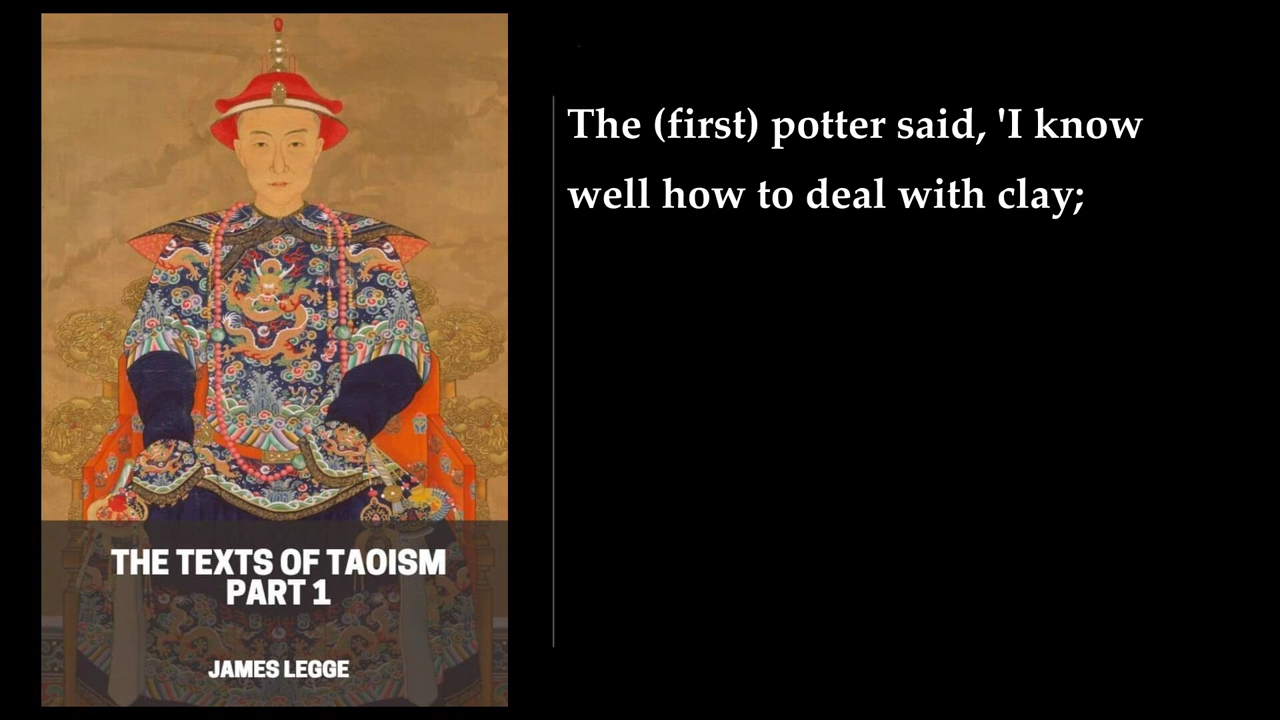 The (first) potter said, 'I know
well how to deal with clay;
THE TEXTS OF TAOISM
PART 1
JAMES LEGGE